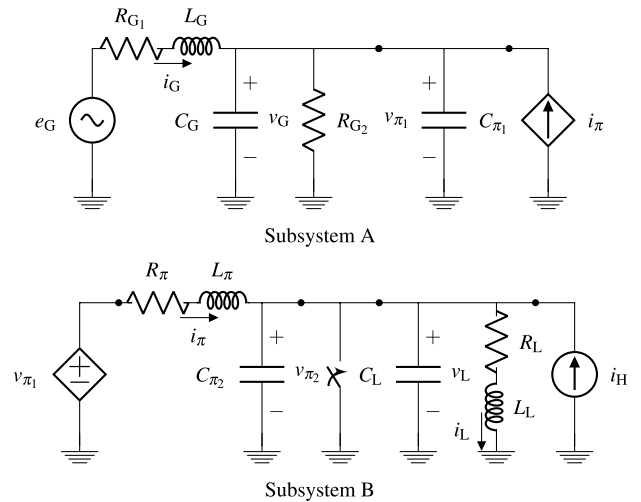 R_G1 L_G
i_G
e_G C_G + v_G − R_G2 v_π1 + − C_π1 i_π
Subsystem A
R_π L_π
i_π
v_π1 + − C_π2 + v_π2 − C_L + v_L − R_L L_L i_L i_H
Subsystem B